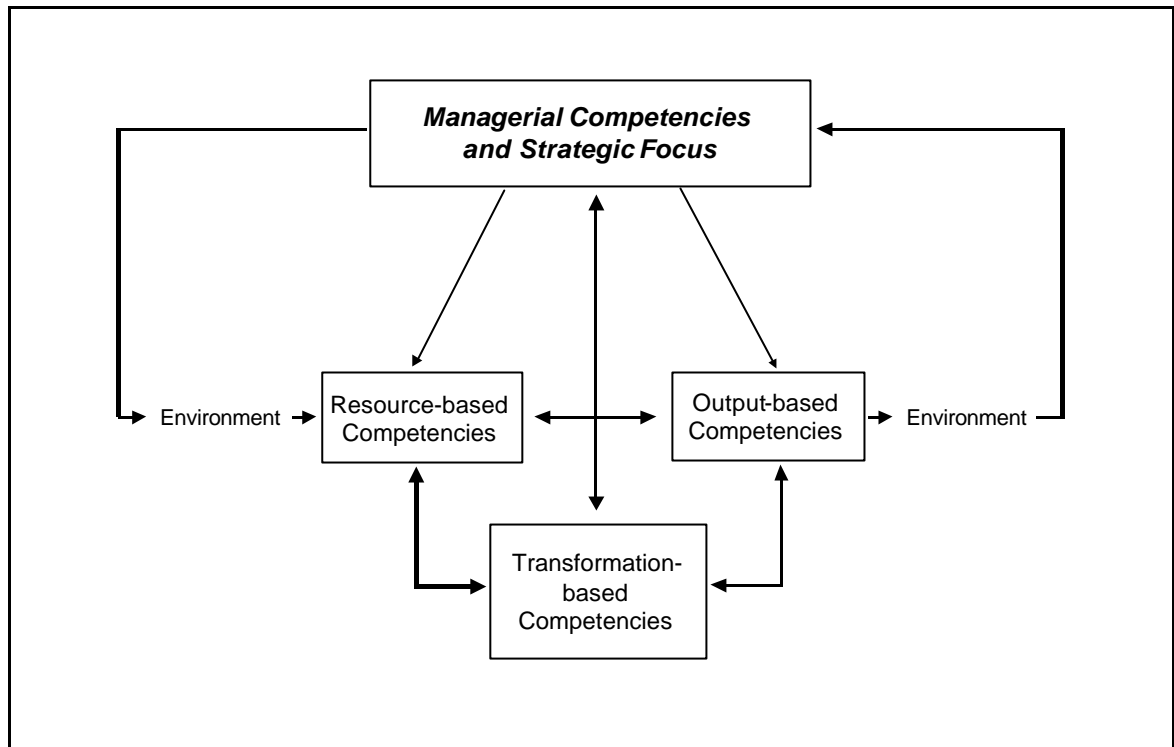 Managerial Competencies
and Strategic Focus
Environment
Resource-based
Competencies
Output-based
Competencies
Environment
Transformation-
based
Competencies